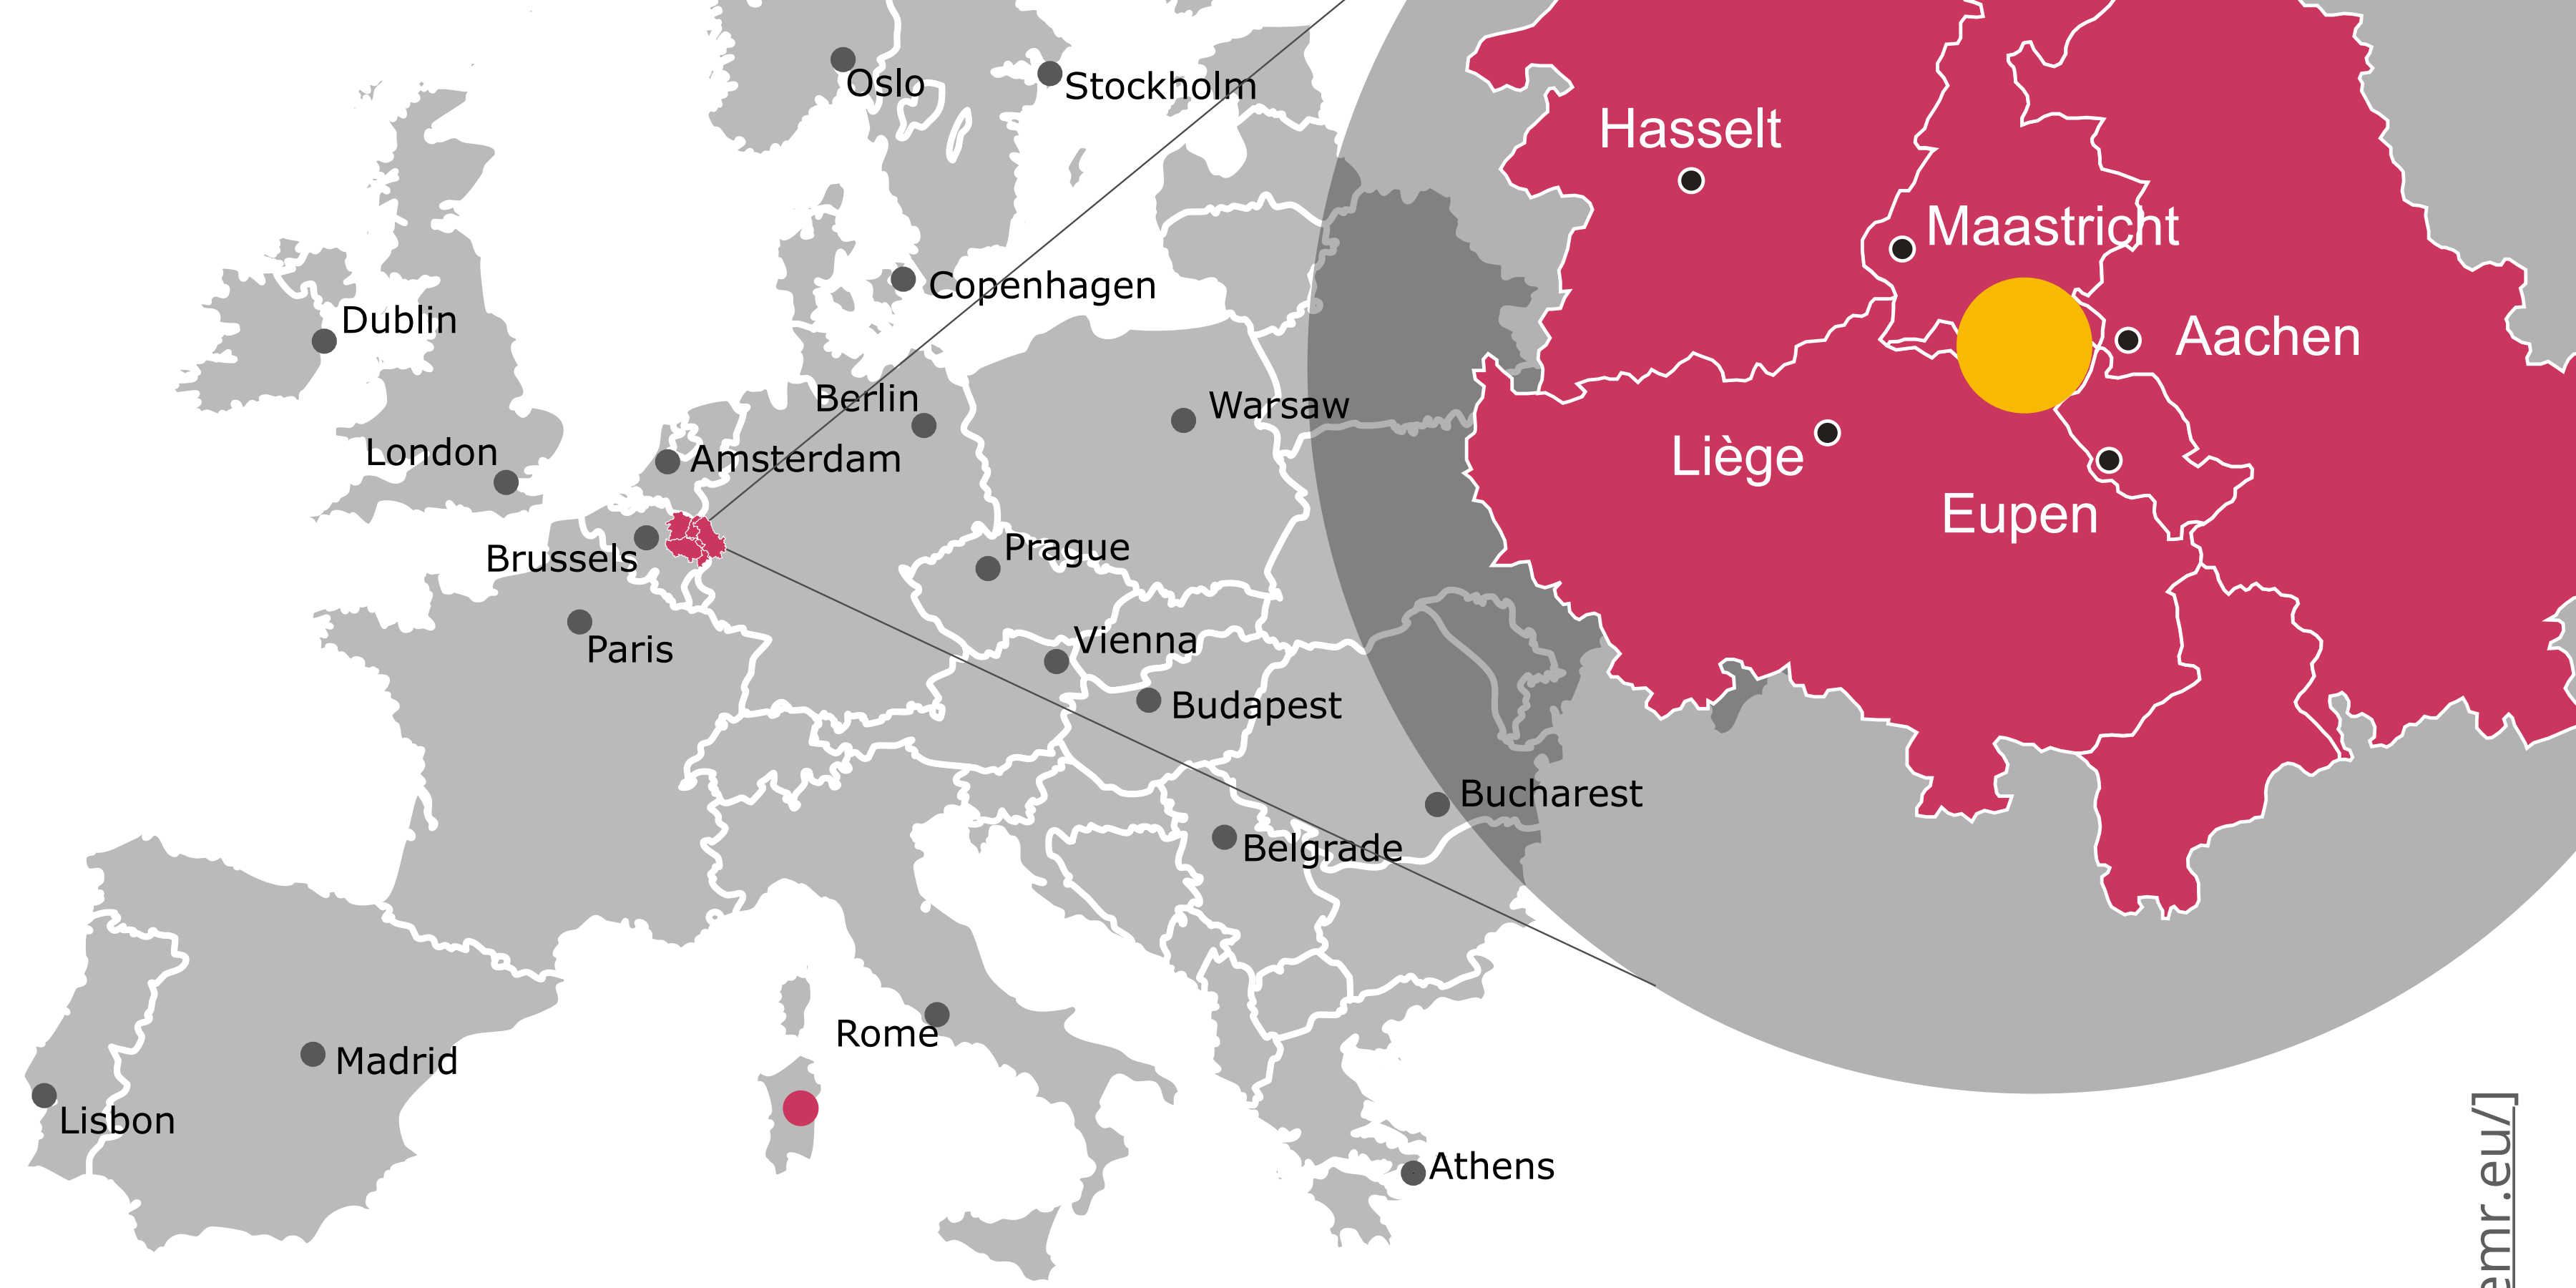 Oslo
Stockholm
Hasselt
Maastricht
Copenhagen
Dublin
Aachen
Berlin
Warsaw
London
Amsterdam
Liège
Eupen
Brussels
Prague
Paris
Vienna
Budapest
Bucharest
Belgrade
Rome
Madrid
Lisbon
Athens
emr.eu/]